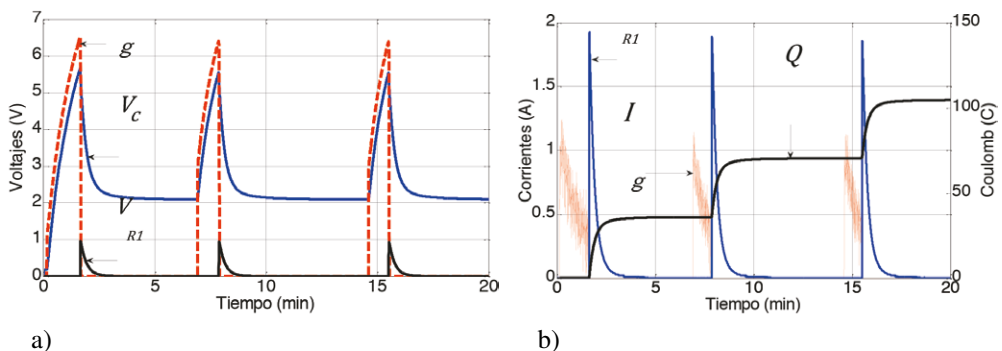 7
6
5
4
3
2
1
0
0 5 10 15 20
Voltajes (V)
Tiempo (min)
g
V_c
V
R1
a)
2
1.5
1
0.5
0
0 5 10 15 20
Corrientes (A)
Tiempo (min)
150
100
50
0
Coulomb (C)
R1
Q
I
g
b)